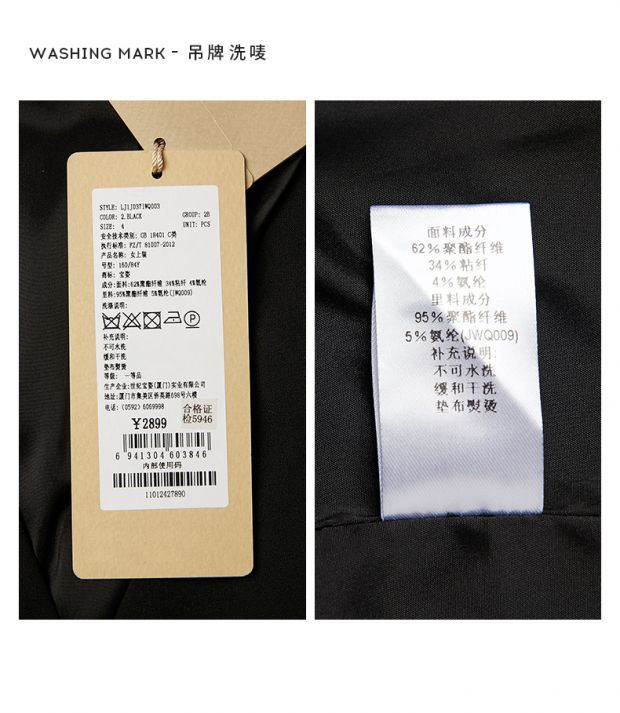 WASHING MARK - 吊牌洗唛
STYLE: LJ1J0371WQ003
COLOR: 2.BLACK GROUP: 2B
SIZE: 4 UNIT: PCS
安全技术类别: GB 18401 C类
执行标准: FZ/T 81007-2012
产品名称: 女上装
号型: 160/84Y
商标: 宝姿
成分:面料:62%聚酯纤维 34%粘纤 4%氨纶
里料:95%聚酯纤维 5%氨纶(JWQ009)
洗涤说明:
补充说明:
不可水洗
缓和干洗
垫布熨烫
等级: 一等品
生产企业:世纪宝姿(厦门)实业有限公司
地址:厦门市集美区侨英路698号六楼
电话: (0592) 6069998
合格证
检5946
¥2899
6 941304 603846
内部使用码
11012427890
面料成分
62%聚酯纤维
34%粘纤
4%氨纶
里料成分
95%聚酯纤维
5%氨纶(JWQ009)
补充说明:
不可水洗
缓和干洗
垫布熨烫